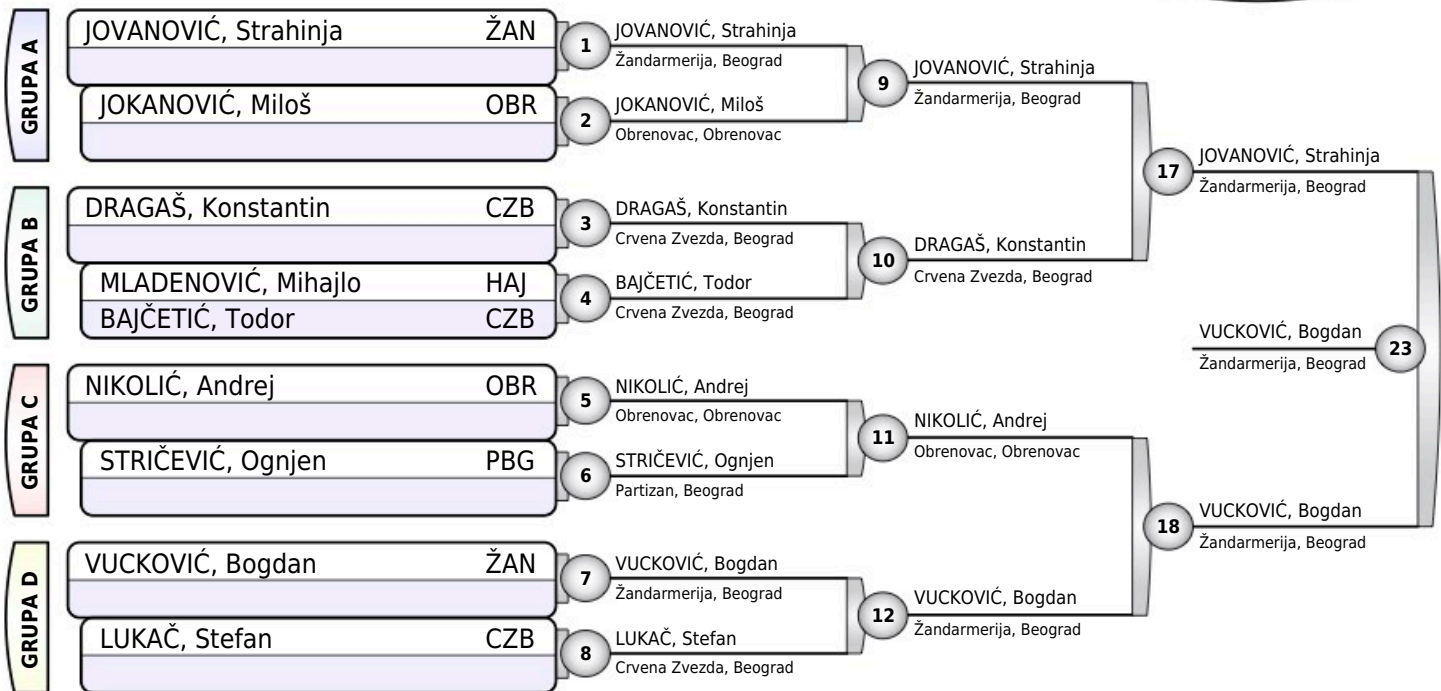 GRUPA A
JOVANOVIĆ, Strahinja ŽAN
JOKANOVIĆ, Miloš OBR
GRUPA B
DRAGAŠ, Konstantin CZB
MLADENOVIĆ, Mihajlo HAJ
BAJČETIĆ, Todor CZB
GRUPA C
NIKOLIĆ, Andrej OBR
STRIČEVIĆ, Ognjen PBG
GRUPA D
VUCKOVIĆ, Bogdan ŽAN
LUKAČ, Stefan CZB
1
JOVANOVIĆ, Strahinja
Žandarmerija, Beograd
2
JOKANOVIĆ, Miloš
Obrenovac, Obrenovac
3
DRAGAŠ, Konstantin
Crvena Zvezda, Beograd
4
BAJČETIĆ, Todor
Crvena Zvezda, Beograd
5
NIKOLIĆ, Andrej
Obrenovac, Obrenovac
6
STRIČEVIĆ, Ognjen
Partizan, Beograd
7
VUCKOVIĆ, Bogdan
Žandarmerija, Beograd
8
LUKAČ, Stefan
Crvena Zvezda, Beograd
9
JOVANOVIĆ, Strahinja
Žandarmerija, Beograd
10
DRAGAŠ, Konstantin
Crvena Zvezda, Beograd
11
NIKOLIĆ, Andrej
Obrenovac, Obrenovac
12
VUCKOVIĆ, Bogdan
Žandarmerija, Beograd
17
JOVANOVIĆ, Strahinja
Žandarmerija, Beograd
18
VUCKOVIĆ, Bogdan
Žandarmerija, Beograd
VUCKOVIĆ, Bogdan
Žandarmerija, Beograd
23